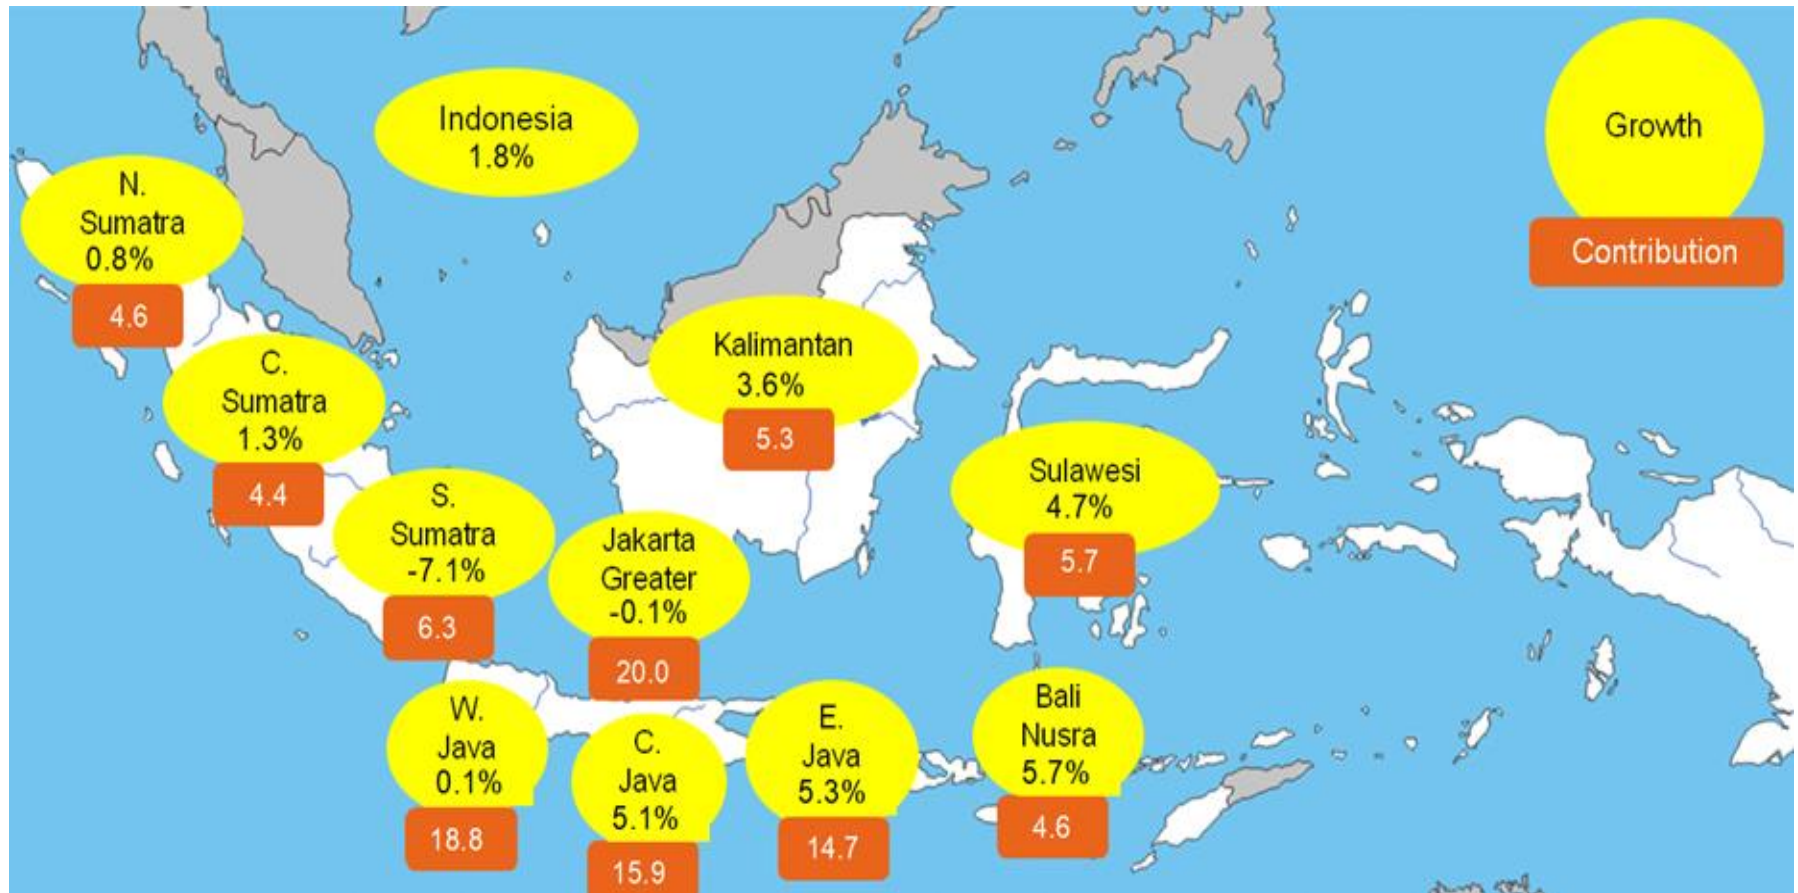 Indonesia
1.8%
Growth
Contribution
N.
Sumatra
0.8%
4.6
C.
Sumatra
1.3%
4.4
S.
Sumatra
-7.1%
6.3
Jakarta
Greater
-0.1%
20.0
Kalimantan
3.6%
5.3
Sulawesi
4.7%
5.7
W.
Java
0.1%
18.8
C.
Java
5.1%
15.9
E.
Java
5.3%
14.7
Bali
Nusra
5.7%
4.6